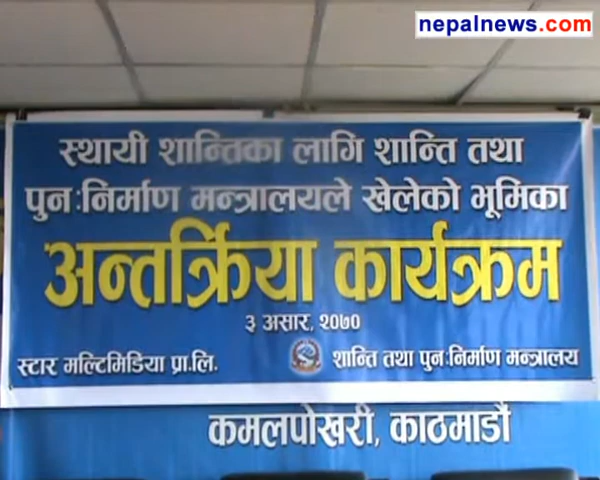 nepalnews.com
स्थायी शान्तिका लागि शान्ति तथा
पुन:निर्माण मन्त्रालयले खेलेको भूमिका
अन्तर्क्रिया कार्यक्रम
३ असार, २०७०
स्टार मल्टिमिडिया प्रा.लि. शान्ति तथा पुन:निर्माण मन्त्रालय
कमलपोखरी, काठमाडौं